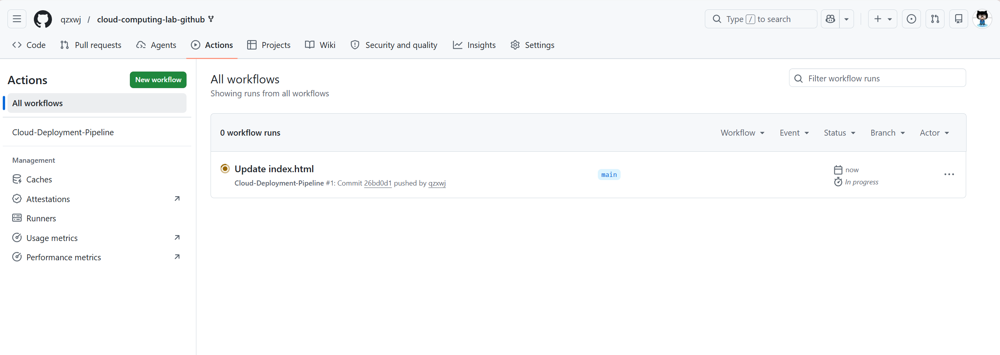 qzxwj / cloud-computing-lab-github
Type / to search
Code
Pull requests
Agents
Actions
Projects
Wiki
Security and quality
Insights
Settings
Actions
New workflow
All workflows
Cloud-Deployment-Pipeline
Management
Caches
Attestations
Runners
Usage metrics
Performance metrics
All workflows
Showing runs from all workflows
Filter workflow runs
0 workflow runs
Workflow
Event
Status
Branch
Actor
Update index.html
Cloud-Deployment-Pipeline #1: Commit 26bd0d1 pushed by qzxwj
main
now
In progress